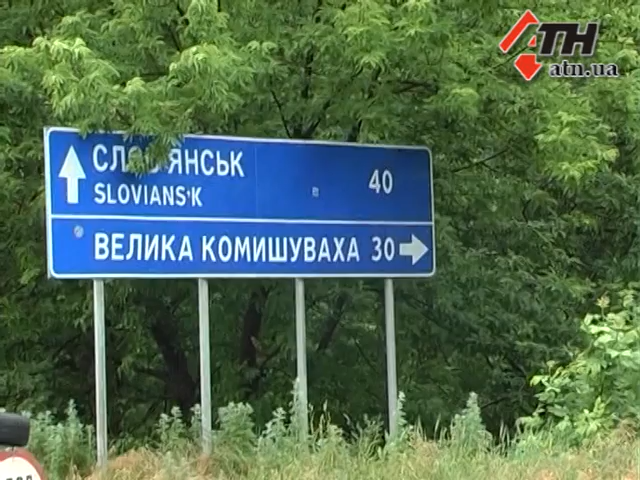 ATH
atn.ua
СЛОВ'ЯНСЬК
SLOVIANS'K 40
ВЕЛИКА КОМИШУВАХА 30